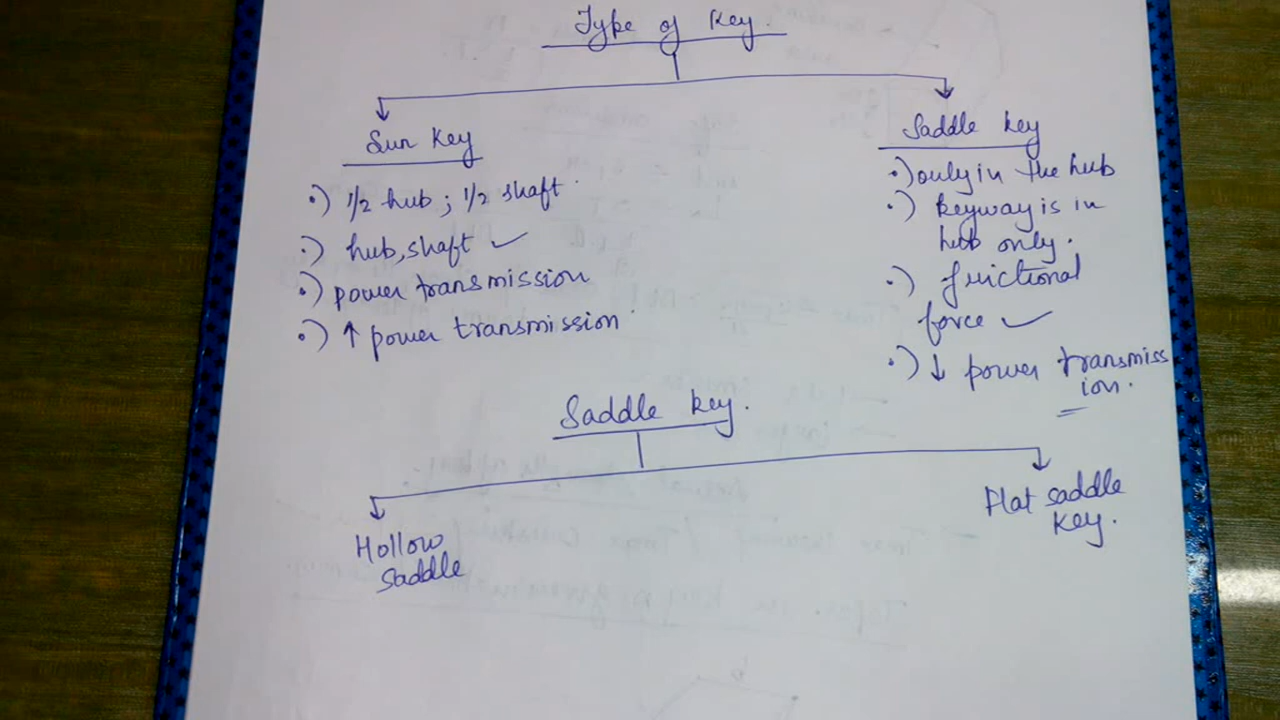 Type of Key.
Sun Key
.) 1/2 hub ; 1/2 shaft
.) hub, shaft ✓
.) power transmission
.) ↑ power transmission
Saddle key
.) only in the hub
.) keyway is in
hub only.
.) frictional
force ✓
.) ↓ power transmiss
ion.
Saddle key.
Hollow
saddle
Flat saddle
key.